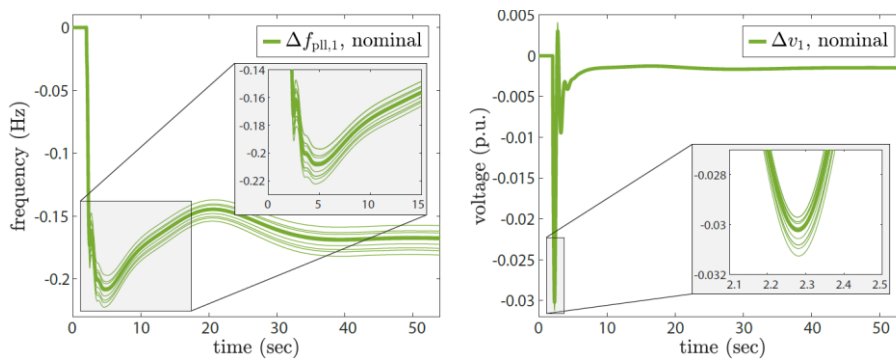 0
-0.05
-0.1
-0.15
-0.2
frequency (Hz)
0 10 20 30 40 50
time (sec)
Δf_pll,1, nominal
-0.14
-0.16
-0.18
-0.2
-0.22
0 5 10 15
0.005
0
-0.005
-0.01
-0.015
-0.02
-0.025
-0.03
voltage (p.u.)
0 10 20 30 40 50
time (sec)
Δv₁, nominal
-0.028
-0.03
-0.032
2.1 2.2 2.3 2.4 2.5